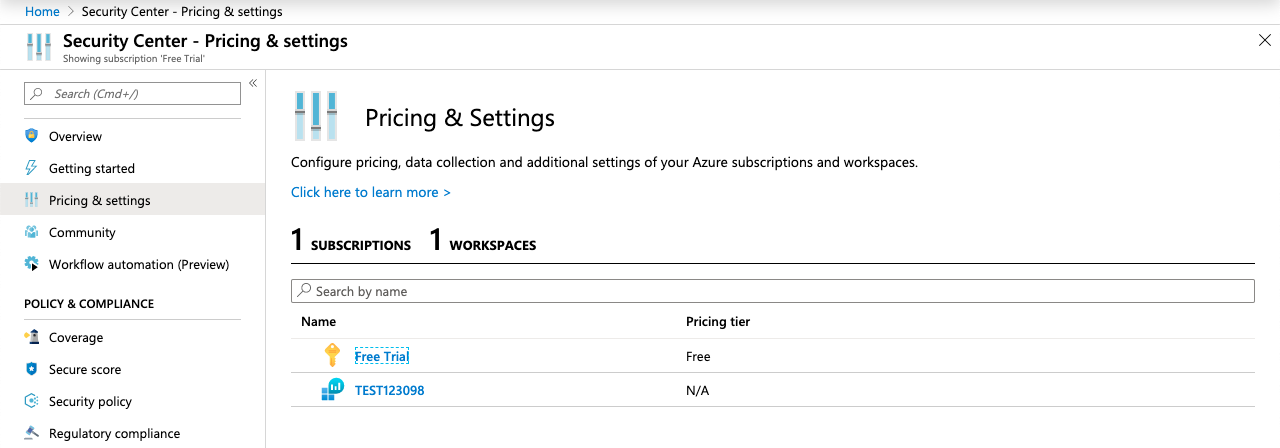 Home > Security Center - Pricing & settings
Security Center - Pricing & settings
Showing subscription 'Free Trial'
Search (Cmd+/)
«
Overview
Getting started
Pricing & settings
Community
Workflow automation (Preview)
POLICY & COMPLIANCE
Coverage
Secure score
Security policy
Regulatory compliance
Pricing & Settings
Configure pricing, data collection and additional settings of your Azure subscriptions and workspaces.
Click here to learn more >
1 SUBSCRIPTIONS 1 WORKSPACES
Search by name
Name Pricing tier
Free Trial Free
TEST123098 N/A